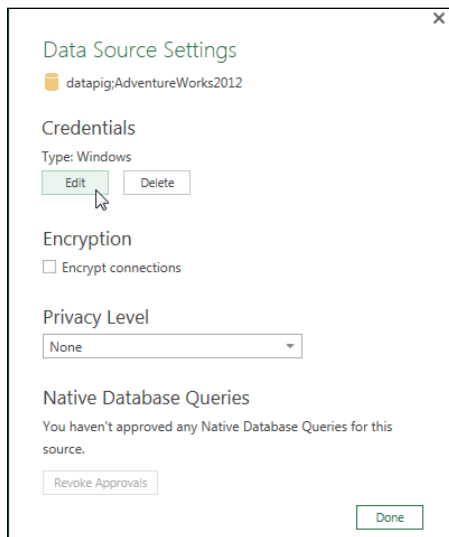 Data Source Settings
datapig;AdventureWorks2012
Credentials
Type: Windows
Edit Delete
Encryption
Encrypt connections
Privacy Level
None
Native Database Queries
You haven't approved any Native Database Queries for this
source.
Revoke Approvals
Done